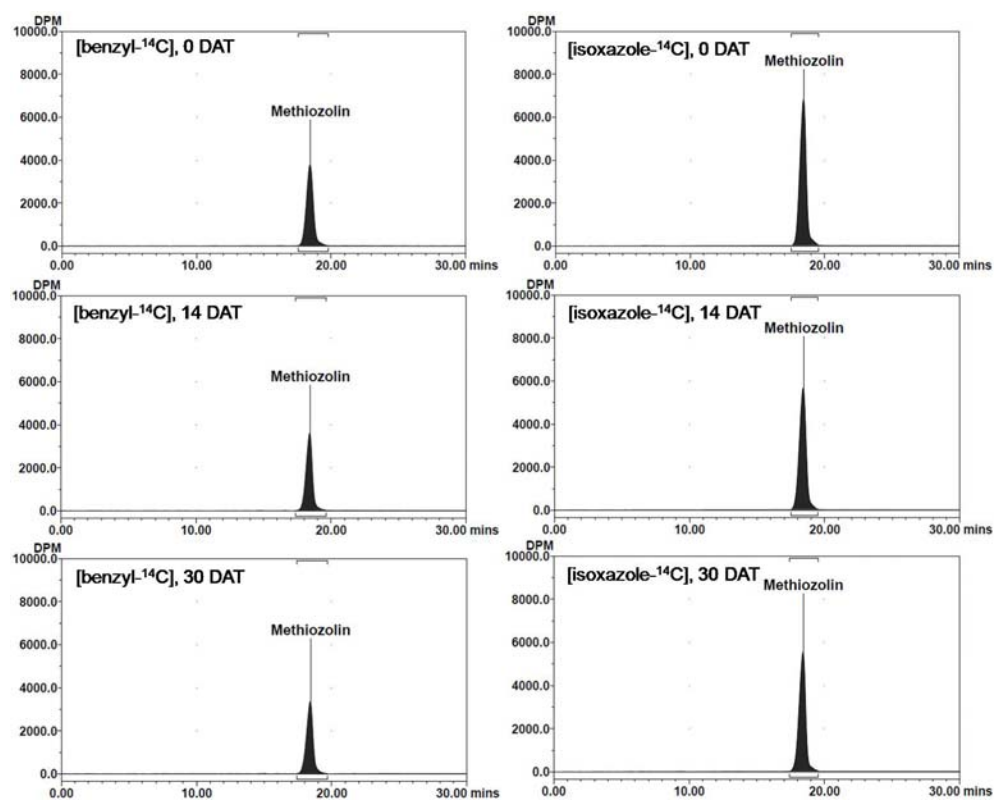 DPM
10000.0
[benzyl-¹⁴C], 0 DAT
8000.0
Methiozolin
6000.0
4000.0
2000.0
0.0
0.00 10.00 20.00 30.00 mins
DPM
10000.0
[isoxazole-¹⁴C], 0 DAT
Methiozolin
8000.0
6000.0
4000.0
2000.0
0.0
0.00 10.00 20.00 30.00 mins
DPM
10000.0
[benzyl-¹⁴C], 14 DAT
8000.0
Methiozolin
6000.0
4000.0
2000.0
0.0
0.00 10.00 20.00 30.00 mins
DPM
10000.0
[isoxazole-¹⁴C], 14 DAT
Methiozolin
8000.0
6000.0
4000.0
2000.0
0.0
0.00 10.00 20.00 30.00 mins
DPM
10000.0
[benzyl-¹⁴C], 30 DAT
8000.0
Methiozolin
6000.0
4000.0
2000.0
0.0
0.00 10.00 20.00 30.00 mins
DPM
10000.0
[isoxazole-¹⁴C], 30 DAT
Methiozolin
8000.0
6000.0
4000.0
2000.0
0.0
0.00 10.00 20.00 30.00 mins